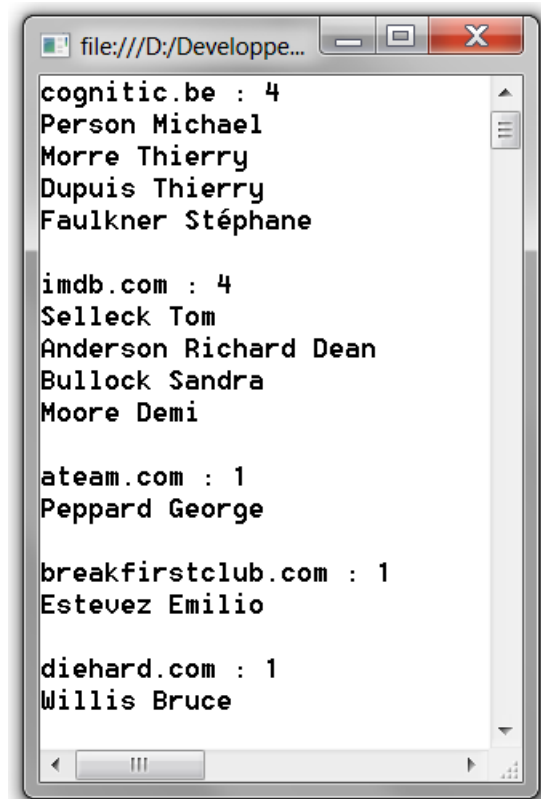 file:///D:/Developpe...
cognitic.be : 4
Person Michael
Morre Thierry
Dupuis Thierry
Faulkner Stéphane
imdb.com : 4
Selleck Tom
Anderson Richard Dean
Bullock Sandra
Moore Demi
ateam.com : 1
Peppard George
breakfirstclub.com : 1
Estevez Emilio
diehard.com : 1
Willis Bruce